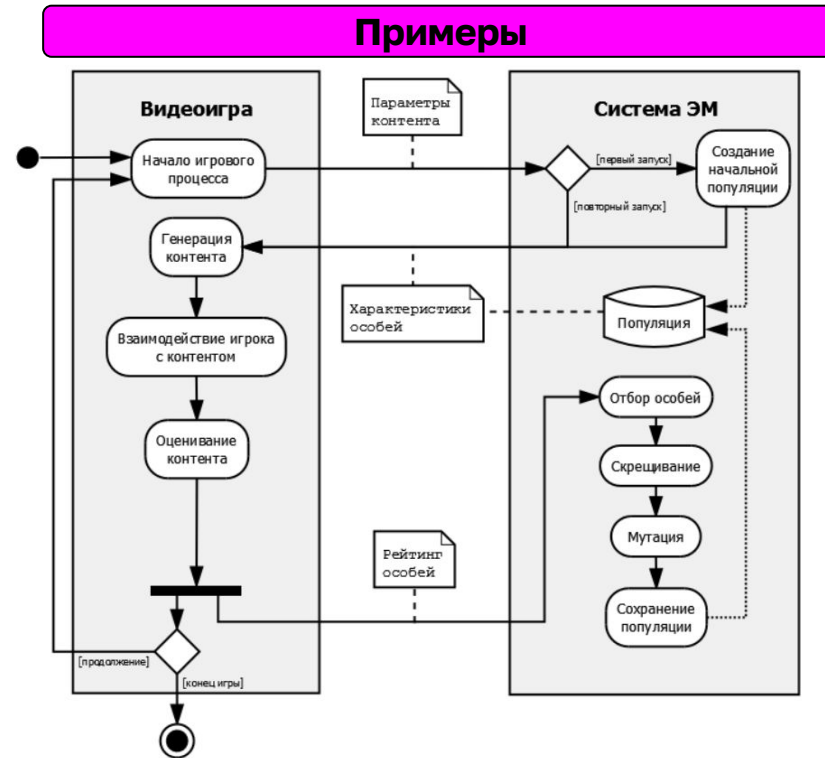 Примеры
Видеоигра
Система ЭМ
Параметры
контента
Начало игрового
процесса
[первый запуск]
Создание
начальной
популяции
[повторный запуск]
Генерация
контента
Характеристики
особей
Популяция
Взаимодействие игрока
с контентом
Отбор особей
Оценивание
контента
Скрещивание
Мутация
Рейтинг
особей
Сохранение
популяции
[продолжение]
[конец игры]